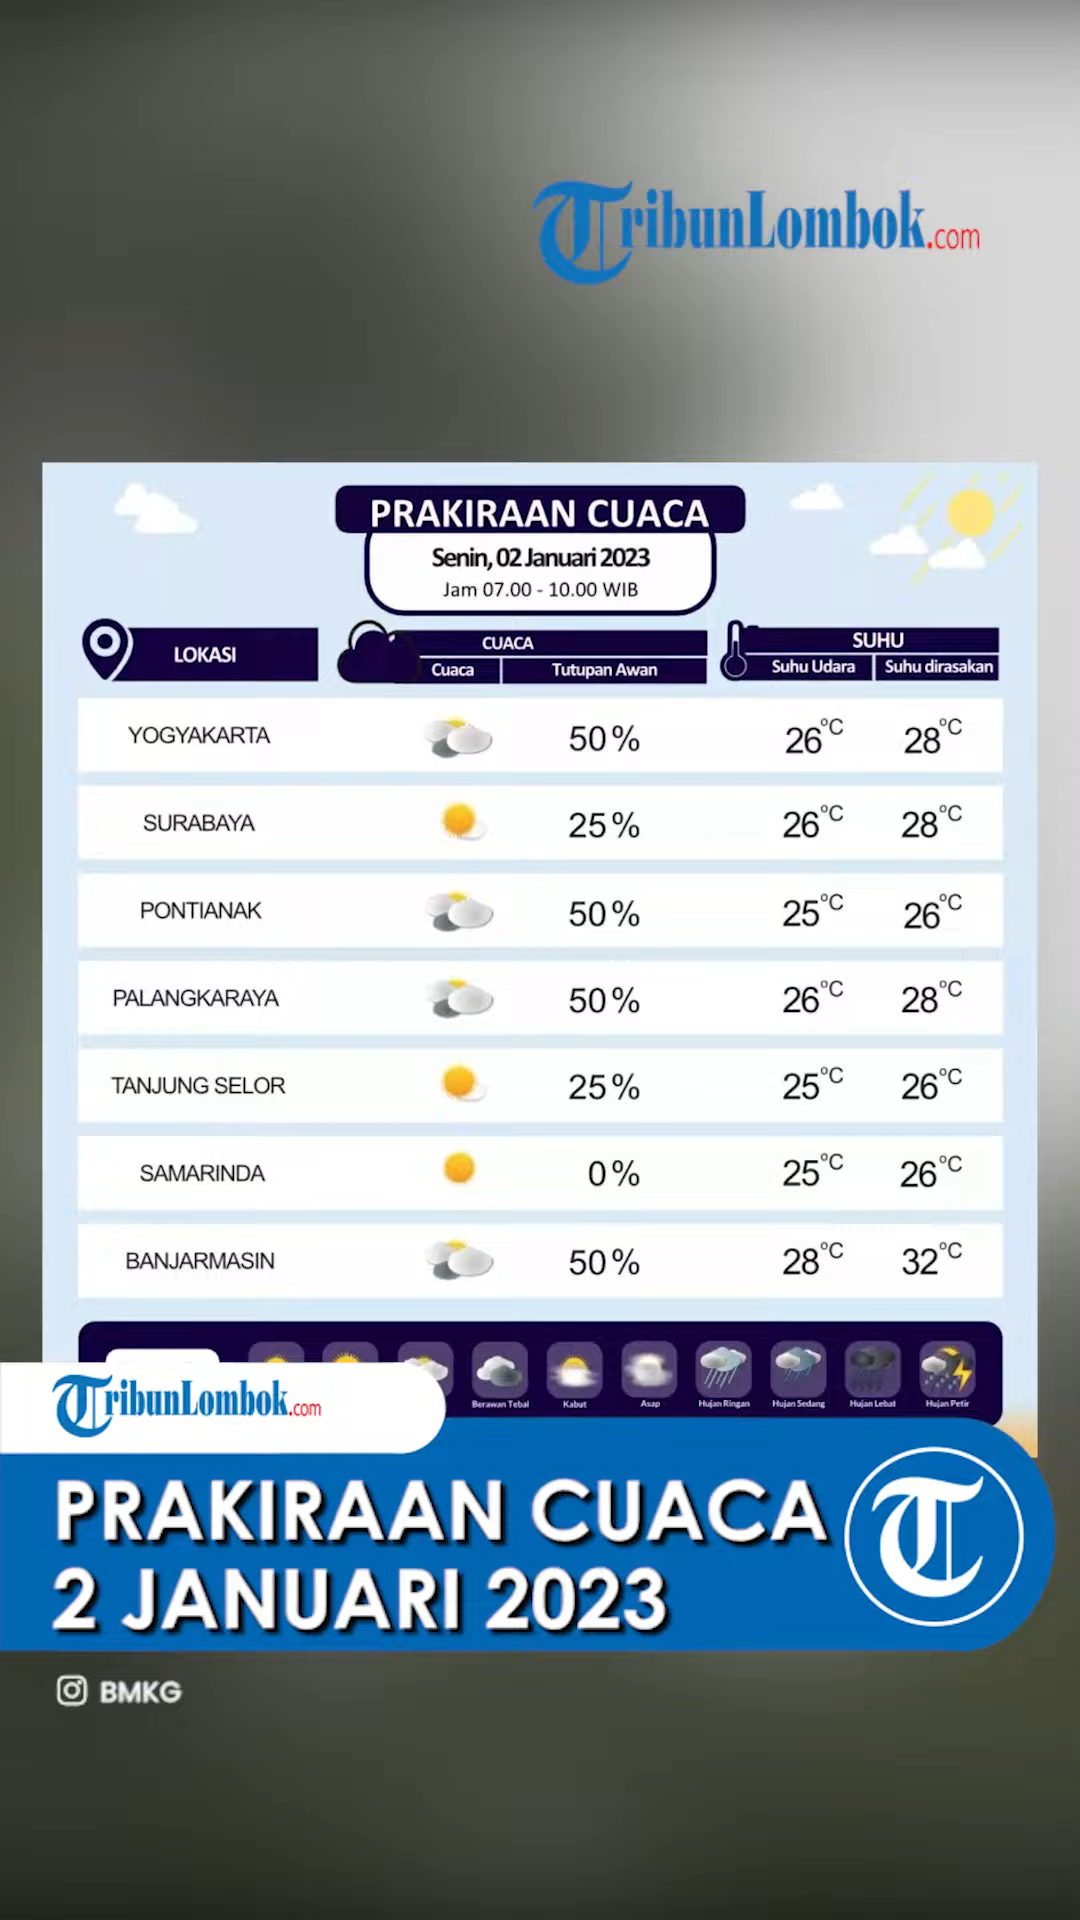 TribunLombok.com
PRAKIRAAN CUACA
Senin, 02 Januari 2023
Jam 07.00 - 10.00 WIB
LOKASI
CUACA
SUHU
Cuaca
Tutupan Awan
Suhu Udara
Suhu dirasakan
YOGYAKARTA 50% 26°C 28°C
SURABAYA 25% 26°C 28°C
PONTIANAK 50% 25°C 26°C
PALANGKARAYA 50% 26°C 28°C
TANJUNG SELOR 25% 25°C 26°C
SAMARINDA 0% 25°C 26°C
BANJARMASIN 50% 28°C 32°C
Berawan Tebal Kabut Asap Hujan Ringan Hujan Sedang Hujan Lebat Hujan Petir
TribunLombok.com
PRAKIRAAN CUACA
2 JANUARI 2023
T
BMKG